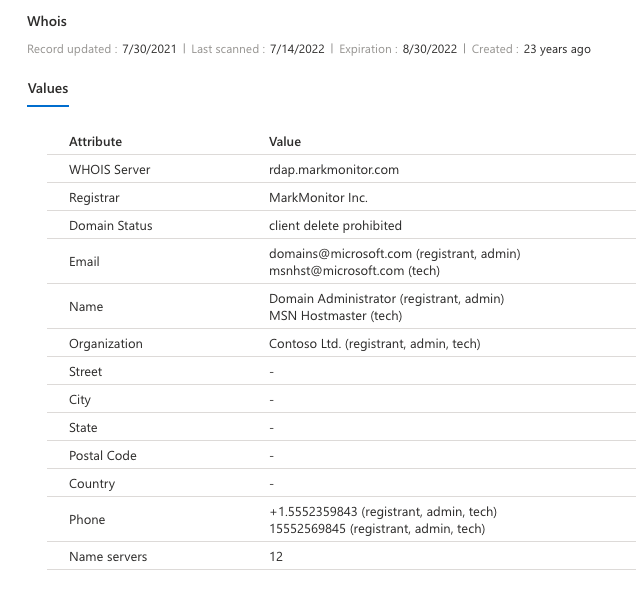 Whois
Record updated : 7/30/2021 | Last scanned : 7/14/2022 | Expiration : 8/30/2022 | Created : 23 years ago
Values
Attribute Value
WHOIS Server rdap.markmonitor.com
Registrar MarkMonitor Inc.
Domain Status client delete prohibited
Email domains@microsoft.com (registrant, admin)
msnhst@microsoft.com (tech)
Name Domain Administrator (registrant, admin)
MSN Hostmaster (tech)
Organization Contoso Ltd. (registrant, admin, tech)
Street -
City -
State -
Postal Code -
Country -
Phone +1.5552359843 (registrant, admin, tech)
15552569845 (registrant, admin, tech)
Name servers 12